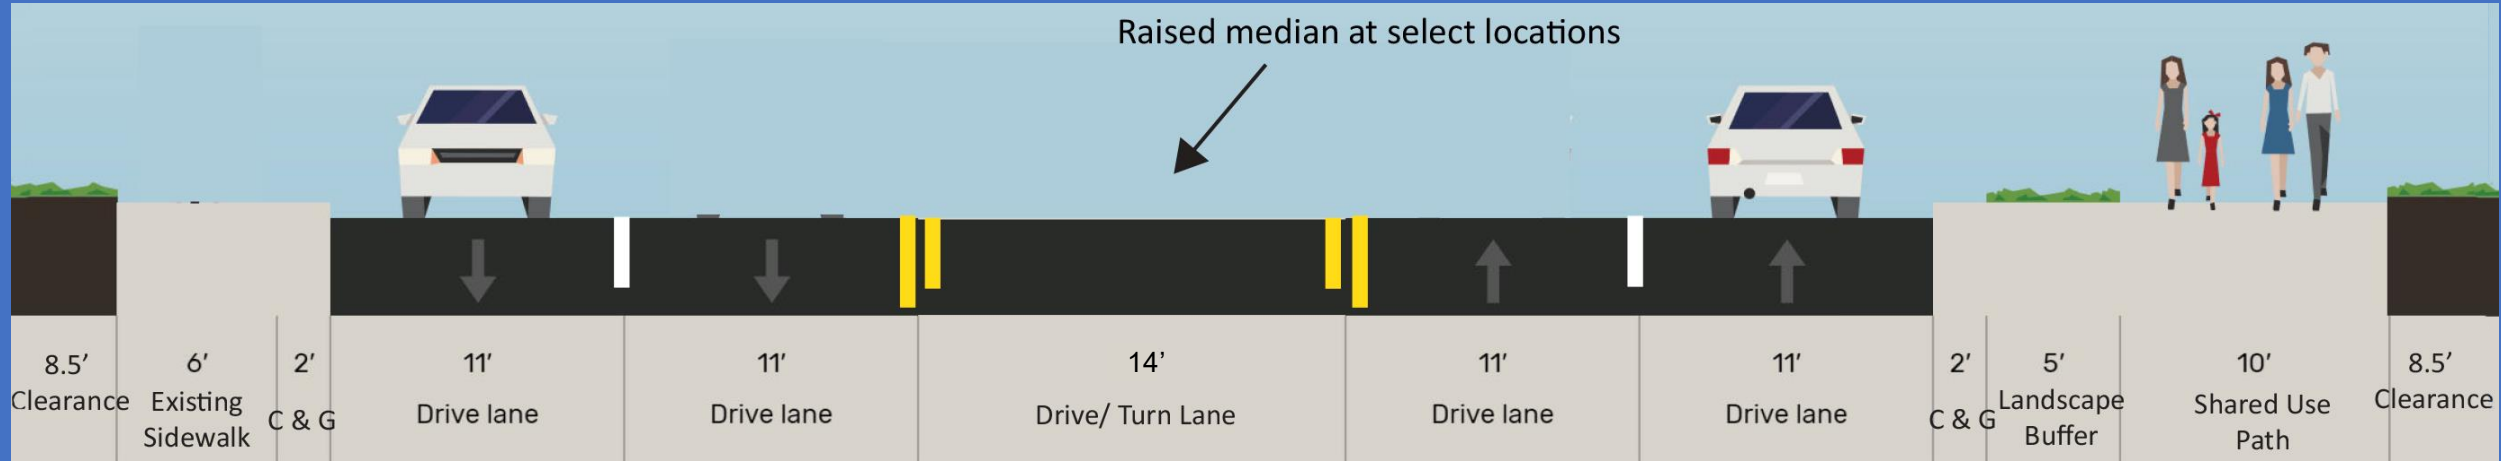 Raised median at select locations
8.5’
Clearance
6’
Existing
Sidewalk
2’
C & G
11’
Drive lane
11’
Drive lane
14’
Drive/ Turn Lane
11’
Drive lane
11’
Drive lane
2’
C & G
5’
Landscape
Buffer
10’
Shared Use
Path
8.5’
Clearance